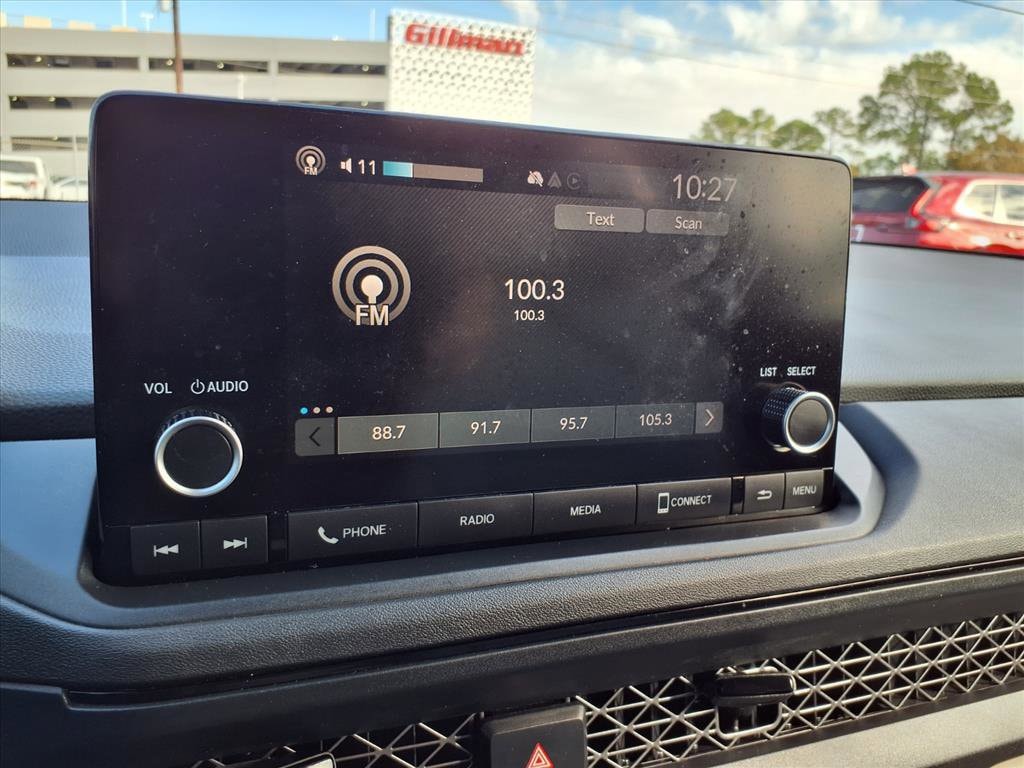 Gillman
FM 11 10:27
Text Scan
FM
100.3
100.3
VOL AUDIO
LIST SELECT
88.7 91.7 95.7 105.3
PHONE RADIO MEDIA CONNECT MENU